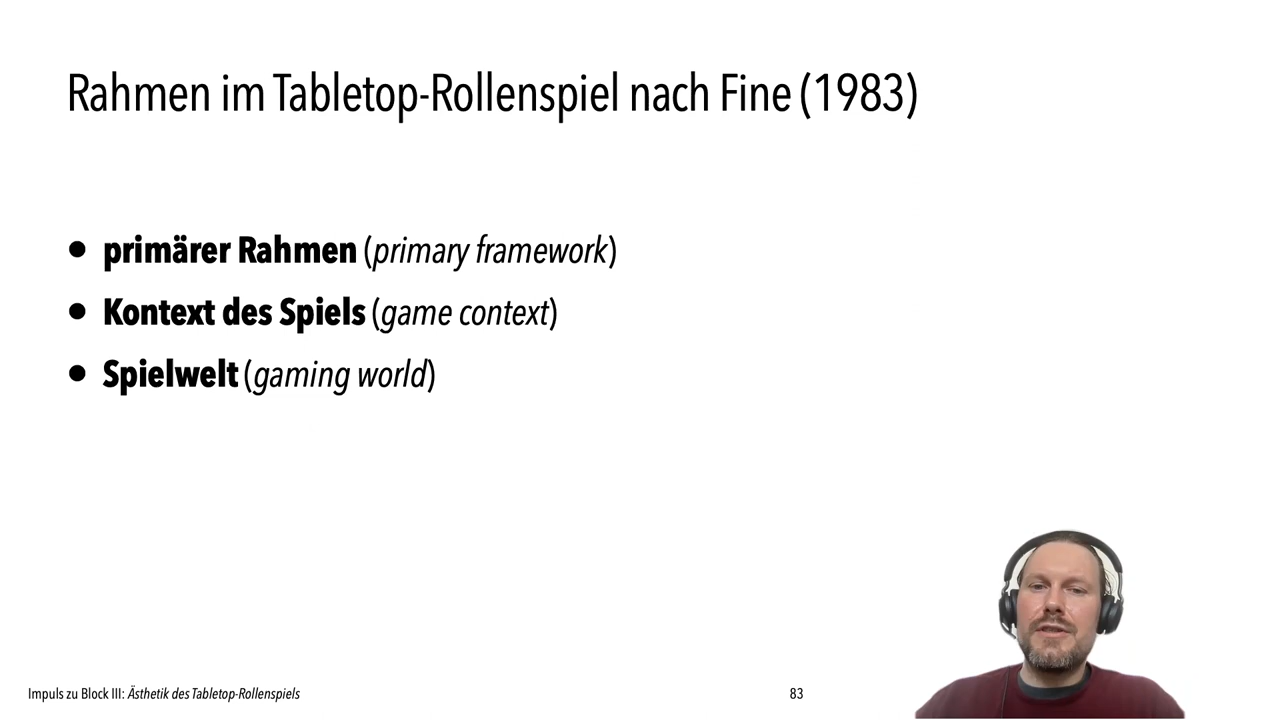 Rahmen im Tabletop-Rollenspiel nach Fine (1983)
● primärer Rahmen (primary framework)
● Kontext des Spiels (game context)
● Spielwelt (gaming world)
Impuls zu Block III: Ästhetik des Tabletop-Rollenspiels
83